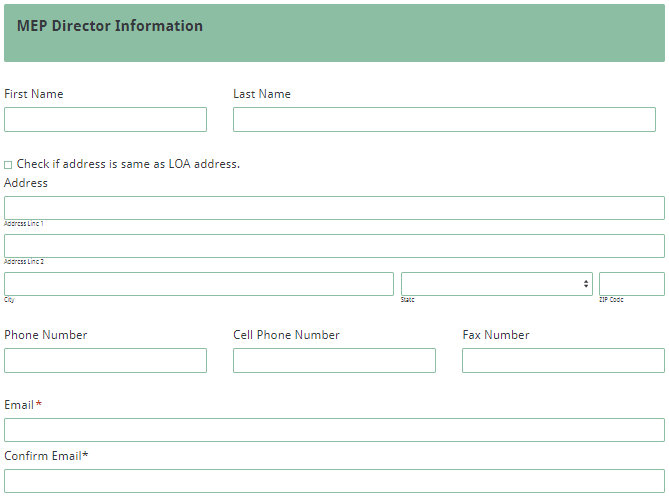 MEP Director Information
First Name Last Name
Check if address is same as LOA address.
Address
Address Line 1
Address Line 2
City State ZIP Code
Phone Number Cell Phone Number Fax Number
Email*
Confirm Email*